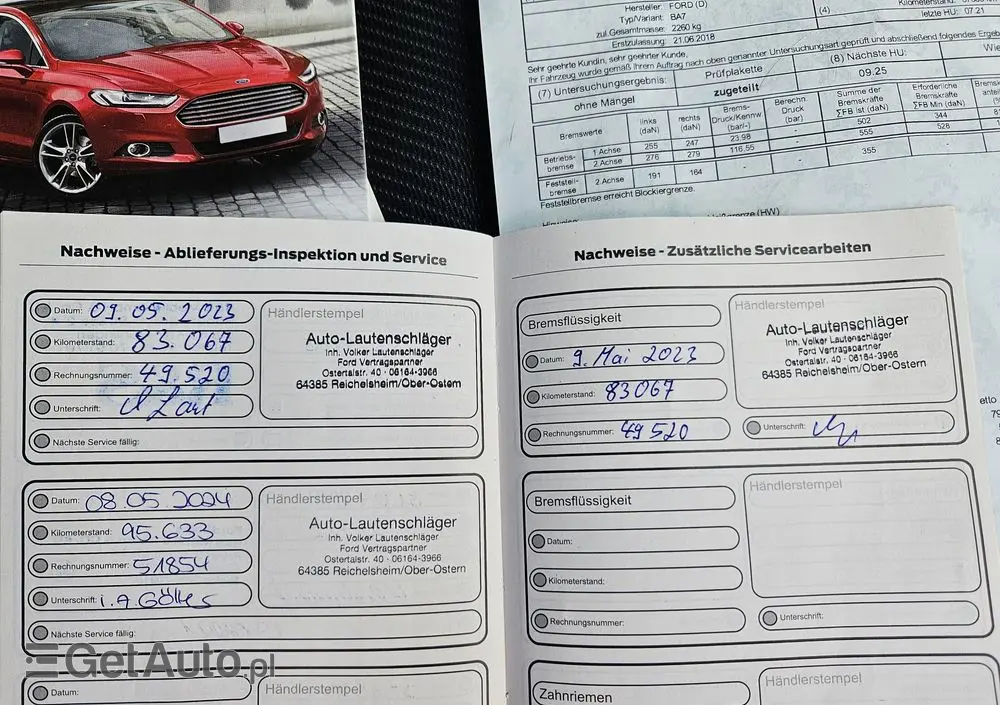 Hersteller: FORD (D)
Typ/Variant: BA7
zul.Gesamtmasse: 2260 kg
Erstzulassung: 21.06.2018
(4)
Kilometerstand:
letzte HU: 07.21
Sehr geehrte Kundin, sehr geehrter Kunde.
Ihr Fahrzeug wurde gemäß Ihrem Auftrag nach oben genannter Untersuchungsart geprüft und abschließend folgendes
(7) Untersuchungsergebnis:
ohne Mängel
Prüfplakette
zugeteilt
(8) Nächste HU:
09.25
Bremswerte
links (daN)
rechts (daN)
Brems-Druck/Kennw (bar/-)
Berechn. Druck (bar)
Summe der Bremskräfte ∑FB Ist (daN)
Erforderliche Bremskräfte ∑FB Min (daN)
Betriebs-bremse
1 Achse 255 247 23.98 - 502 344
2 Achse 276 279 116.55 - 555 528
Feststell-bremse
2 Achse 191 164 - - 355
Feststellbremse erreicht Blockiergrenze.
Nachweise - Ablieferungs-Inspektion und Service
Datum: 09.05.2023
Kilometerstand: 83.067
Rechnungsnummer: 49.520
Unterschrift:
Nächste Service fällig:
Händlerstempel
Auto-Lautenschläger
Inh. Volker Lautenschläger
Ford Vertragspartner
Ostertalstr. 40 · 06164-3966
64385 Reichelsheim/Ober-Ostern
Datum: 08.05.2024
Kilometerstand: 95.633
Rechnungsnummer: 51854
Unterschrift: i.A.
Nächste Service fällig:
Händlerstempel
Auto-Lautenschläger
Inh. Volker Lautenschläger
Ford Vertragspartner
Ostertalstr. 40 · 06164-3966
64385 Reichelsheim/Ober-Ostern
Datum:
Händlerstempel
Nachweise - Zusätzliche Servicearbeiten
Bremsflüssigkeit
Datum: 9. Mai 2023
Kilometerstand: 83067
Rechnungsnummer: 49520
Händlerstempel
Auto-Lautenschläger
Inh. Volker Lautenschläger
Ford Vertragspartner
Ostertalstr. 40 · 06164-3966
64385 Reichelsheim/Ober-Ostern
Unterschrift:
Bremsflüssigkeit
Datum:
Kilometerstand:
Rechnungsnummer:
Händlerstempel
Unterschrift:
Zahnriemen
Händlerstempel
GetAuto.pl